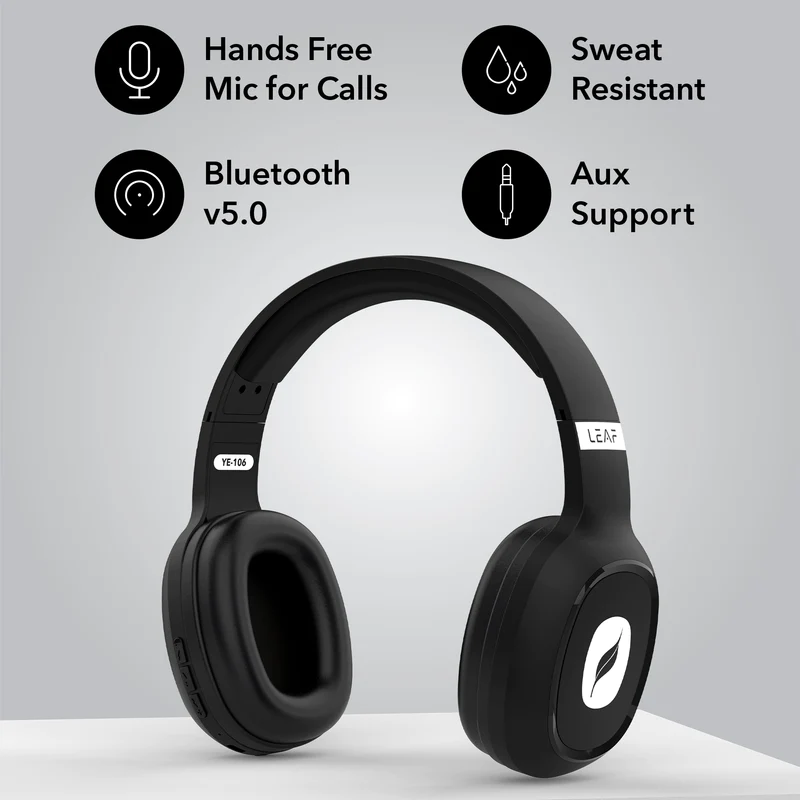 Hands Free
Mic for Calls
Sweat
Resistant
Bluetooth
v5.0
Aux
Support
LEAF
YE-106